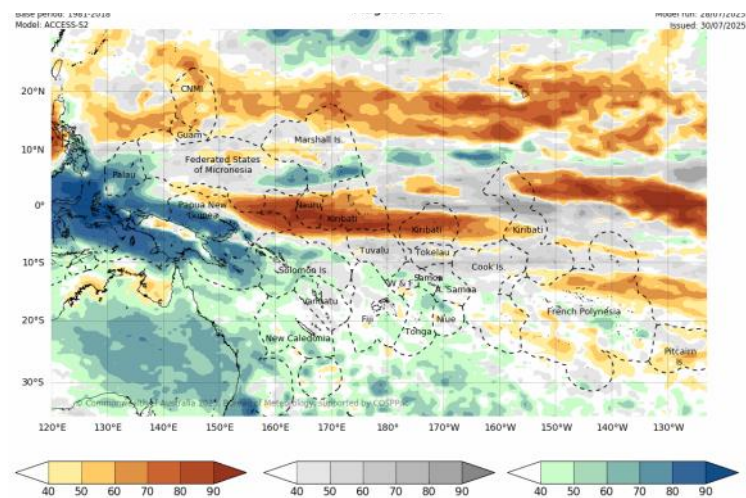 Base period: 1981-2018
Model: ACCESS-S2
Model run: 28/07/2025
Issued: 30/07/2025
20°N
10°N
0°
10°S
20°S
30°S
CNMI
Guam
Marshall Is.
Federated States
of Micronesia
Palau
Papua New
Guinea
Nauru
Kiribati
Kiribati
Kiribati
Tuvalu
Tokelau
Solomon Is
Cook Is
Samoa
W & F
A. Samoa
Vanuatu
Fiji
Niue
French Polynesia
Tonga
New Caledonia
Pitcairn
Is
120°E
130°E
140°E
150°E
160°E
170°E
180°
170°W
160°W
150°W
140°W
130°W
40 50 60 70 80 90
40 50 60 70 80 90
40 50 60 70 80 90